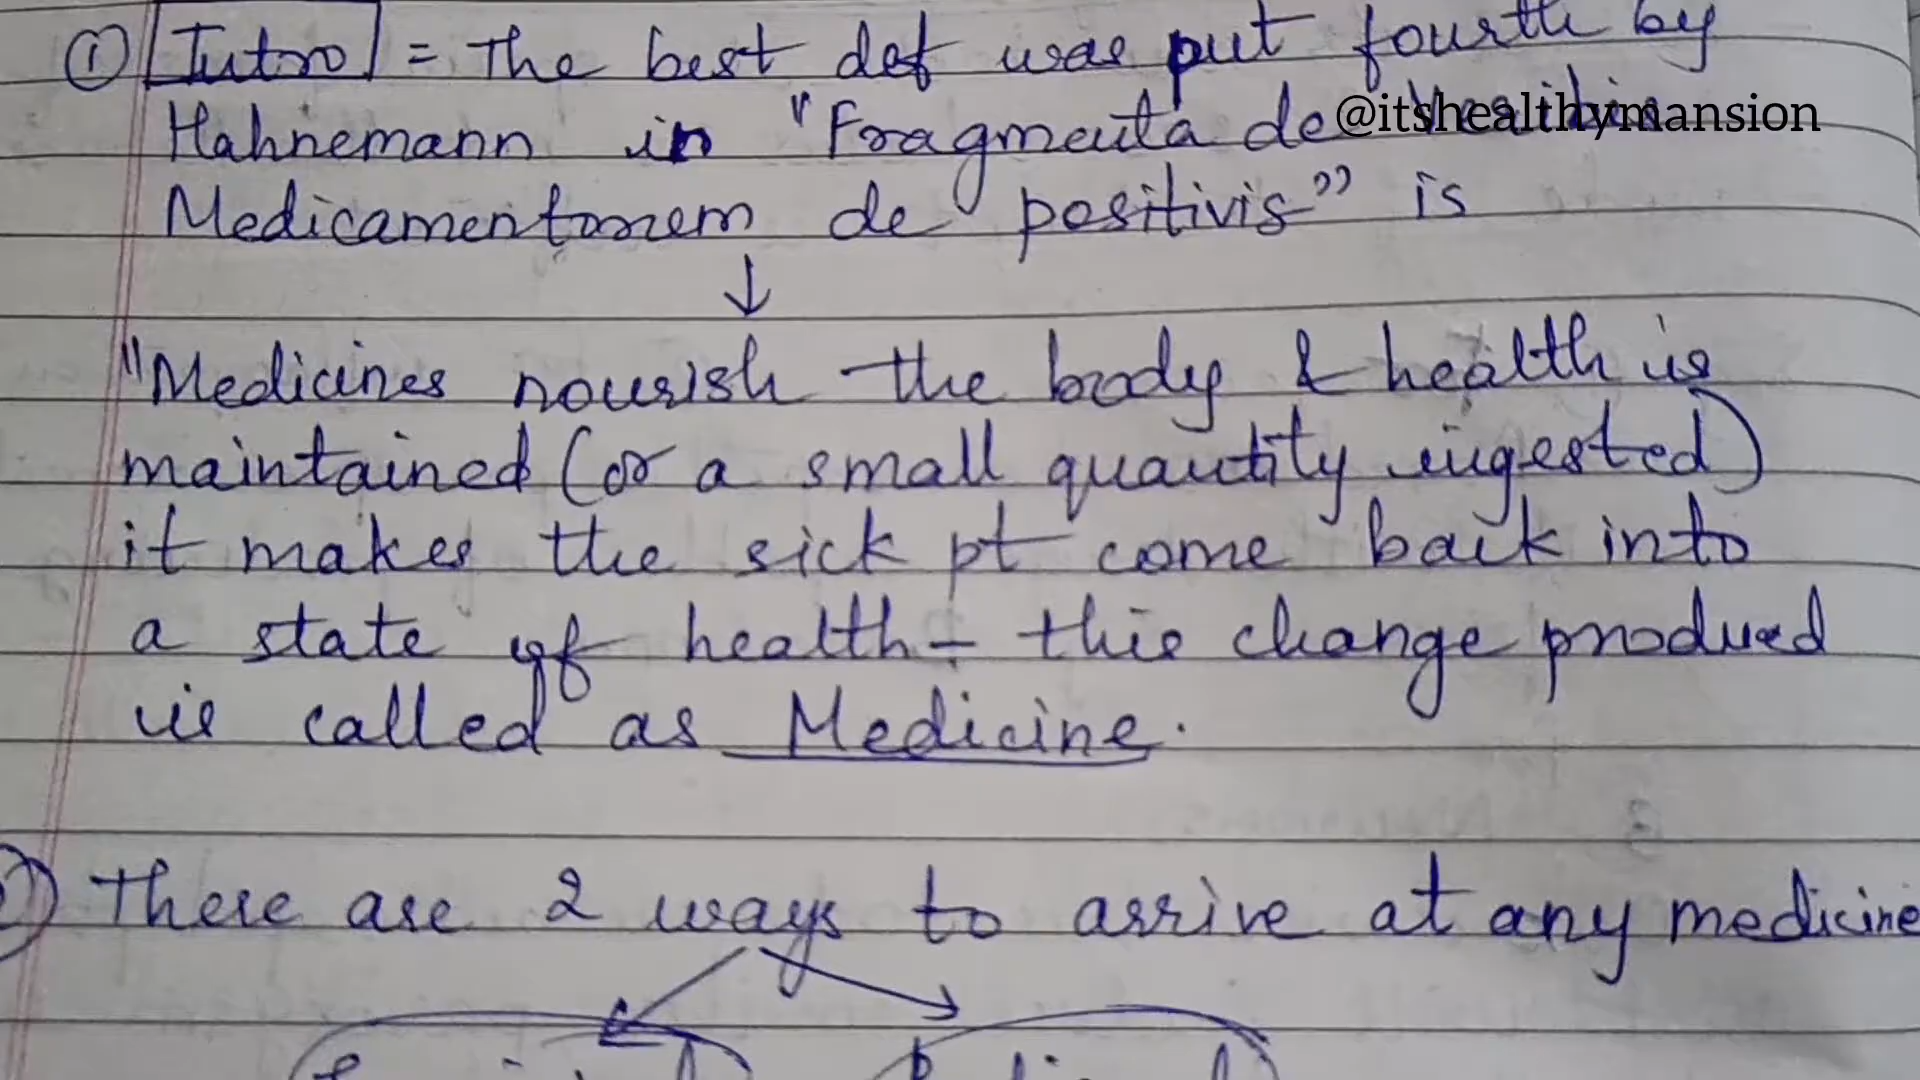 ① Intro = The best def was put fourth by
Hahnemann in "Fragmenta de
@itshealthymansion
Medicamentorem de positivis" is
↓
"Medicines nourish the body & health is
maintained (or a small quantity ingested)
it makes the sick pt come back into
a state of health - this change produced
is called as Medicine.
There are 2 ways to arrive at any medicine